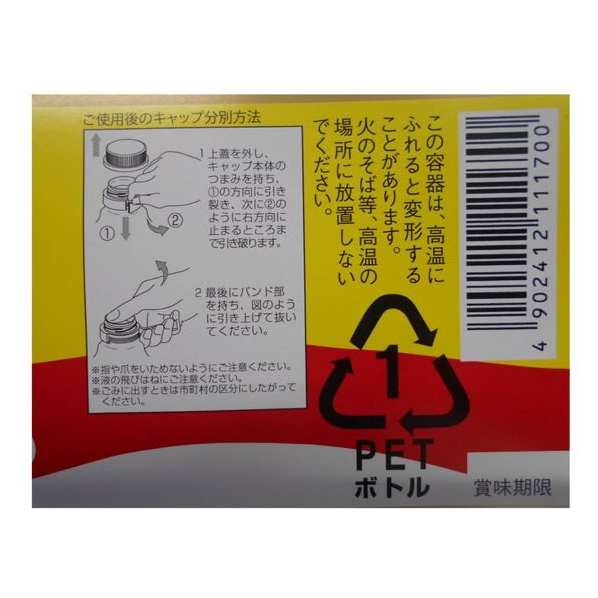 ご使用後のキャップ分別方法
1 上蓋を外し、
キャップ本体の
つまみを持ち、
①の方向に引き
裂き、次に②の
ように右方向に
止まるところま
で引き破ります。
①
②
2 最後にバンド部
を持ち、図のよう
に引き上げて抜い
てください。
※指や爪をいためないようにご注意ください。
※液の飛びはねにご注意ください。
※ごみに出すときは市町村の区分にしたがって
ください。
この容器は、高温に
ふれると変形する
ことがあります。
火のそば等、高温の
場所に放置しない
でください。
4902412111700
1
PET
ボトル
賞味期限